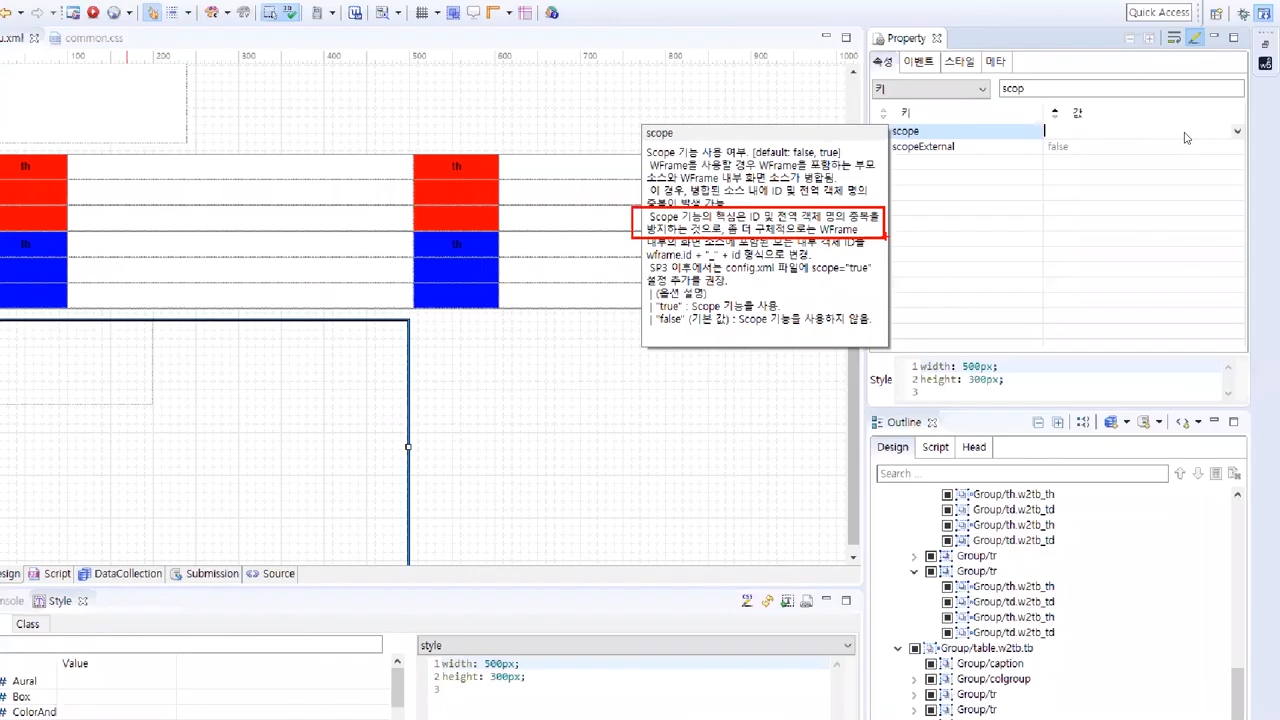 Quick Access
u.xml
common.css
100
200
300
400
500
600
700
800
900
1000
th
th
th
th
Property
속성
이벤트
스타일
메타
키
scop
키
값
scope
scopeExternal
false
scope
Scope 기능 사용 여부. [default: false, true]
WFrame를 사용할 경우 WFrame를 포함하는 부모
소스와 WFrame 내부 화면 소스가 병합됨.
이 경우, 병합된 소스 내에 ID 및 전역 객체 명의
중복이 발생 가능
Scope 기능의 핵심은 ID 및 전역 객체 명의 중복을
방지하는 것으로, 좀 더 구체적으로는 WFrame
내부의 화면 소스에 포함된 모든 내부 객체 ID를
wframe.id + "_" + id 형식으로 변경.
SP3 이후에서는 config.xml 파일에 scope="true"
설정 추가를 권장.
| (옵션 설명)
| "true" : Scope 기능을 사용.
| "false" (기본 값) : Scope 기능을 사용하지 않음.
Style
1 width: 500px;
2 height: 300px;
3
Outline
Design
Script
Head
Search ...
Group/th.w2tb_th
Group/td.w2tb_td
Group/th.w2tb_th
Group/td.w2tb_td
Group/tr
Group/tr
Group/th.w2tb_th
Group/td.w2tb_td
Group/th.w2tb_th
Group/td.w2tb_td
Group/table.w2tb.tb
Group/caption
Group/colgroup
Group/tr
Group/tr
esign
Script
DataCollection
Submission
Source
nsole
Style
Class
Value
# Aural
# Box
# ColorAnd
style
1 width: 500px;
2 height: 300px;
3